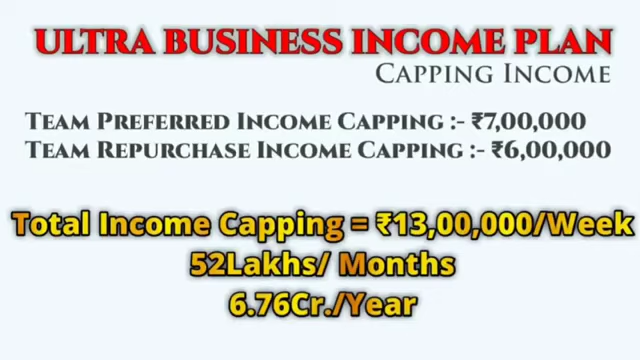 ULTRA BUSINESS INCOME PLAN
CAPPING INCOME
TEAM PREFERRED INCOME CAPPING :- ₹7,00,000
TEAM REPURCHASE INCOME CAPPING :- ₹6,00,000
Total Income Capping = ₹13,00,000/Week
52Lakhs/ Months
6.76Cr./Year